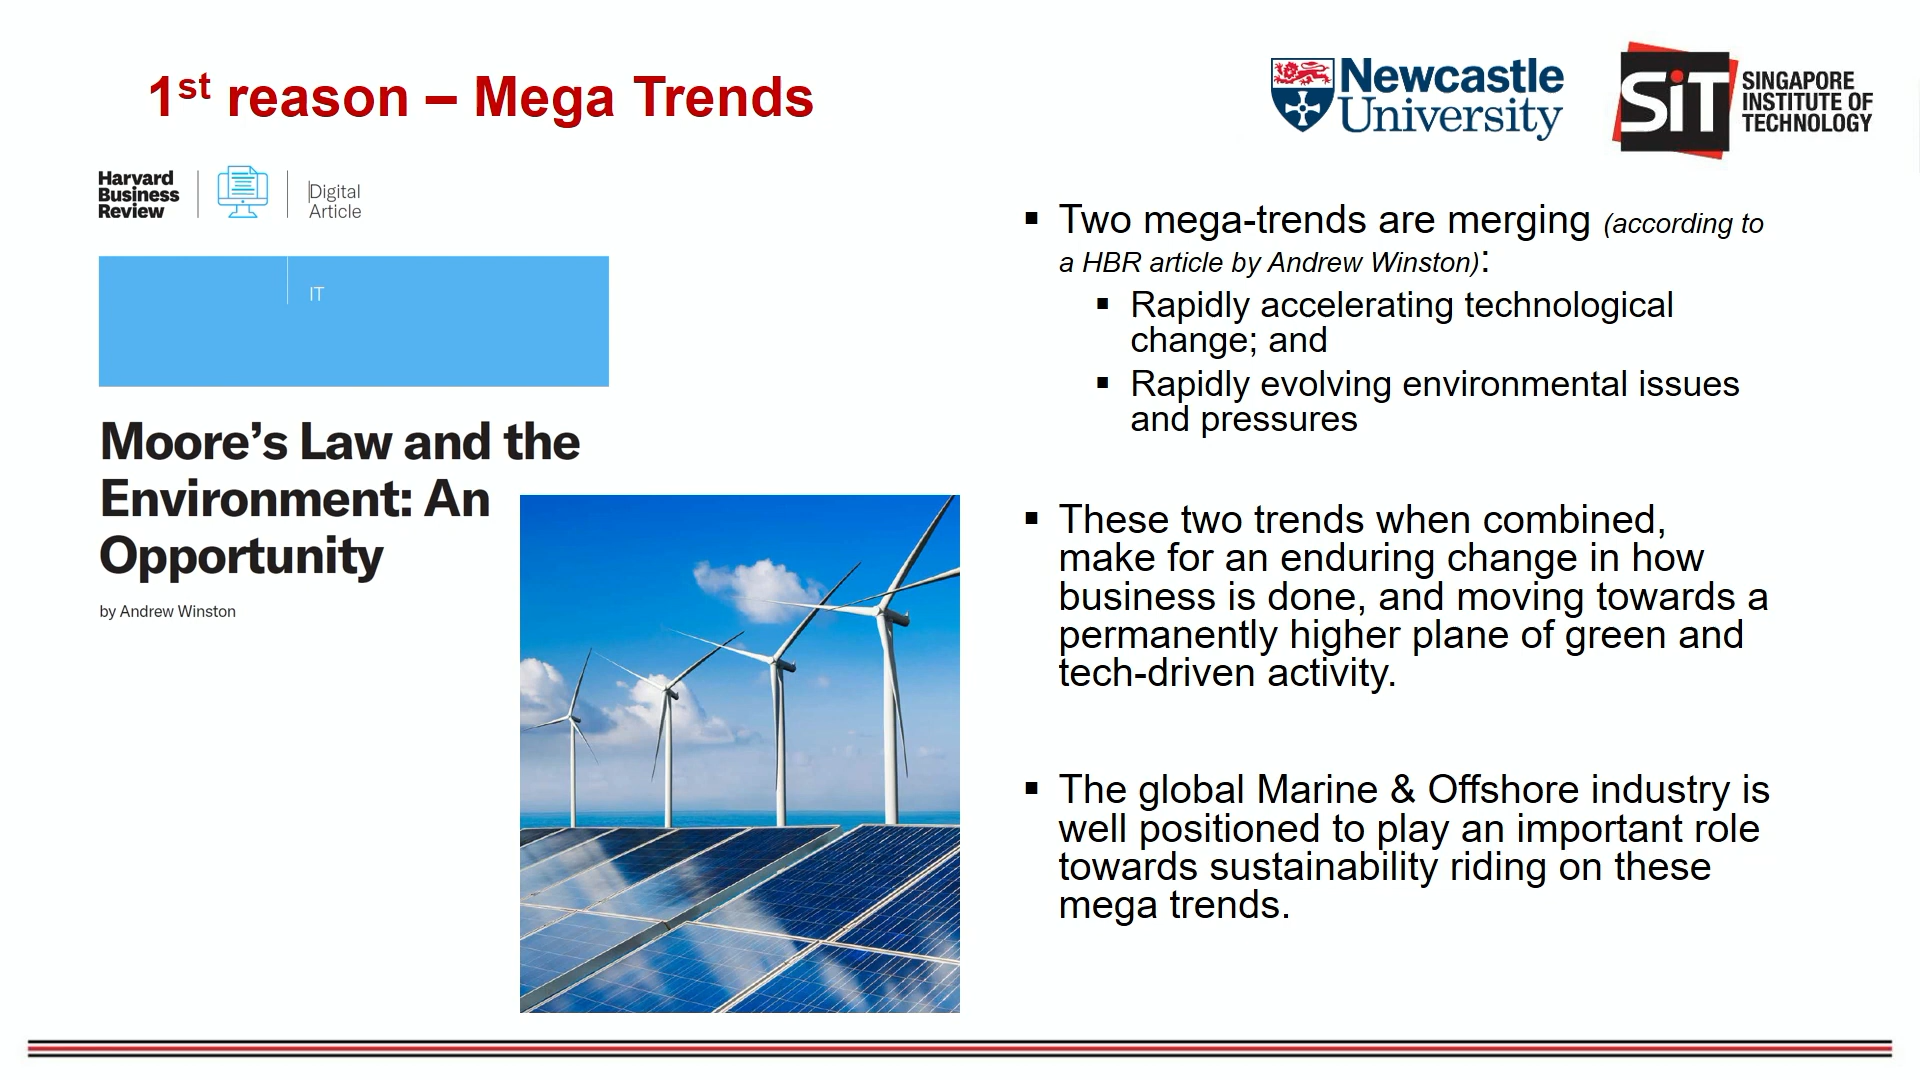 1st reason – Mega Trends
Newcastle
University
SiT
SINGAPORE
INSTITUTE OF
TECHNOLOGY
Harvard
Business
Review
Digital
Article
IT
Moore’s Law and the
Environment: An
Opportunity
by Andrew Winston
▪ Two mega-trends are merging (according to
a HBR article by Andrew Winston):
▪ Rapidly accelerating technological
change; and
▪ Rapidly evolving environmental issues
and pressures
▪ These two trends when combined,
make for an enduring change in how
business is done, and moving towards a
permanently higher plane of green and
tech-driven activity.
▪ The global Marine & Offshore industry is
well positioned to play an important role
towards sustainability riding on these
mega trends.